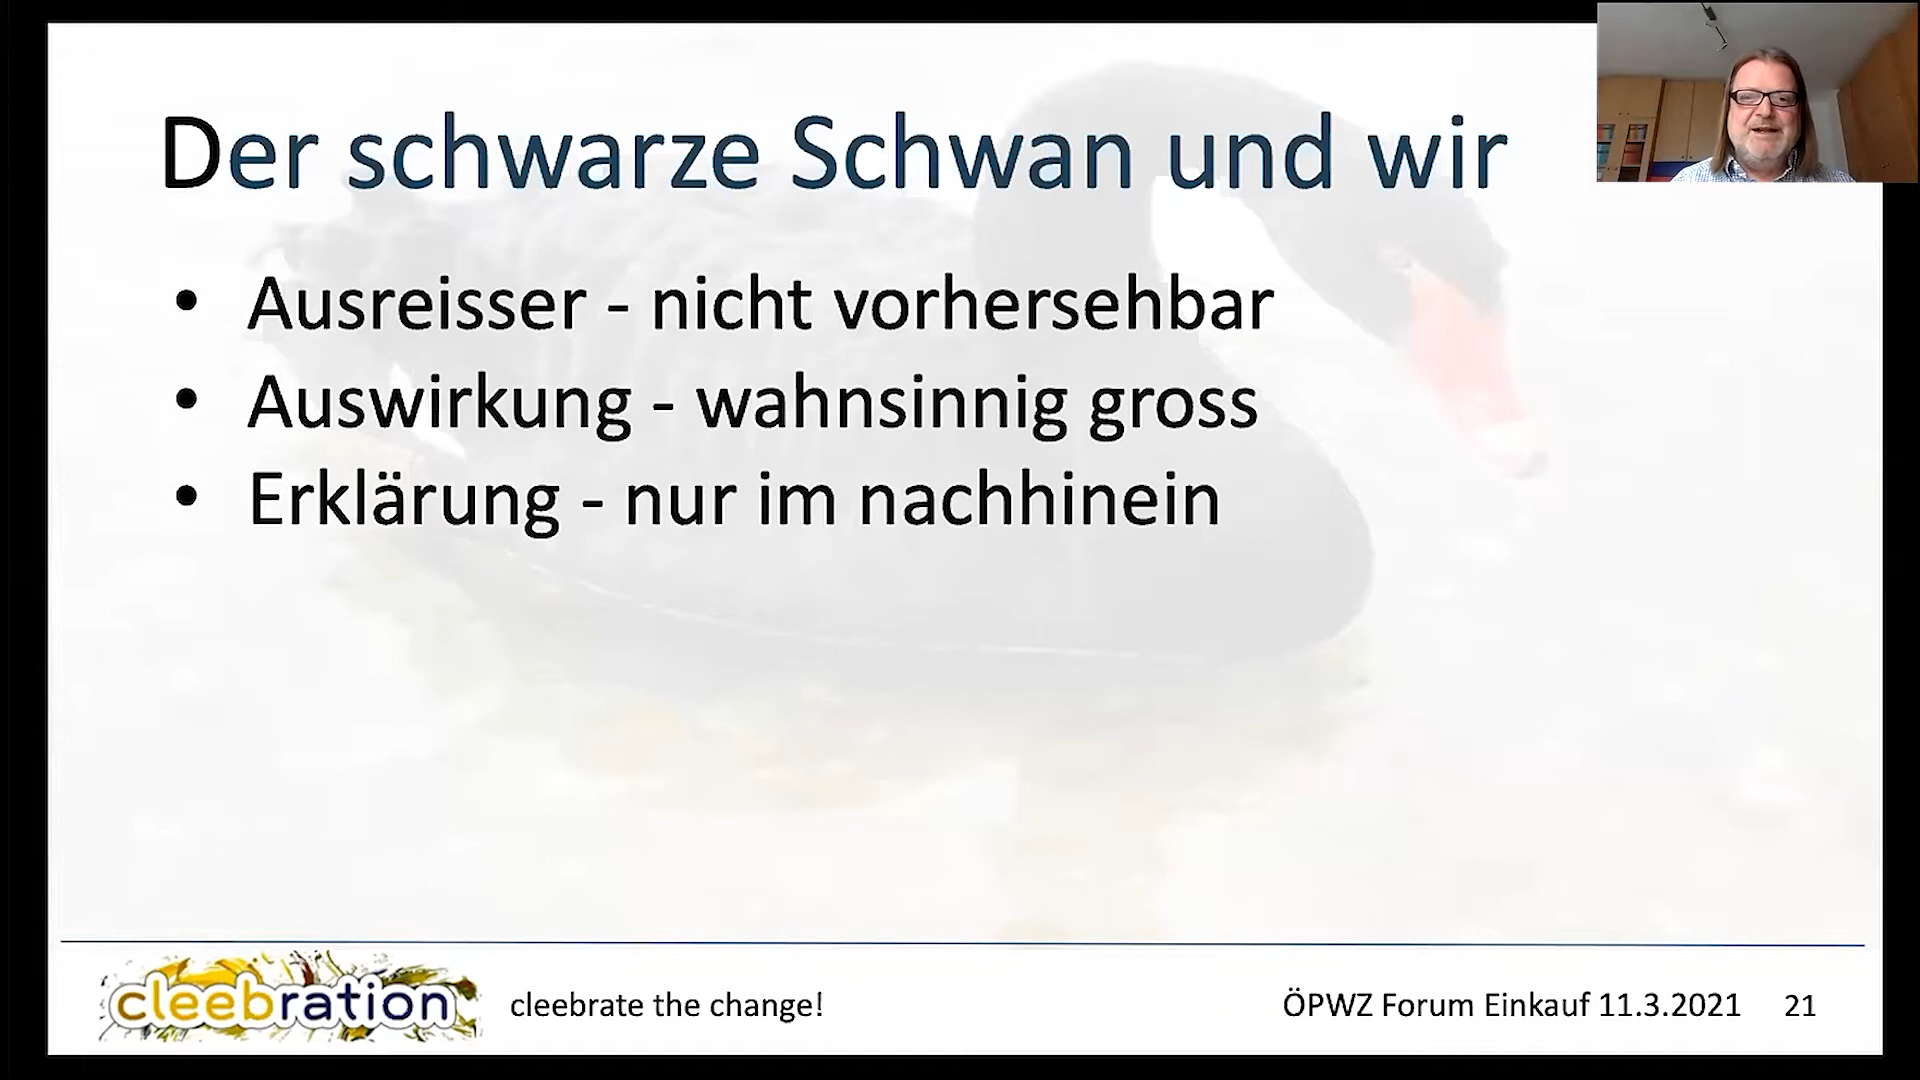 Der schwarze Schwan und wir
• Ausreisser - nicht vorhersehbar
• Auswirkung - wahnsinnig gross
• Erklärung - nur im nachhinein
cleebration
cleebrate the change!
ÖPWZ Forum Einkauf 11.3.2021
21